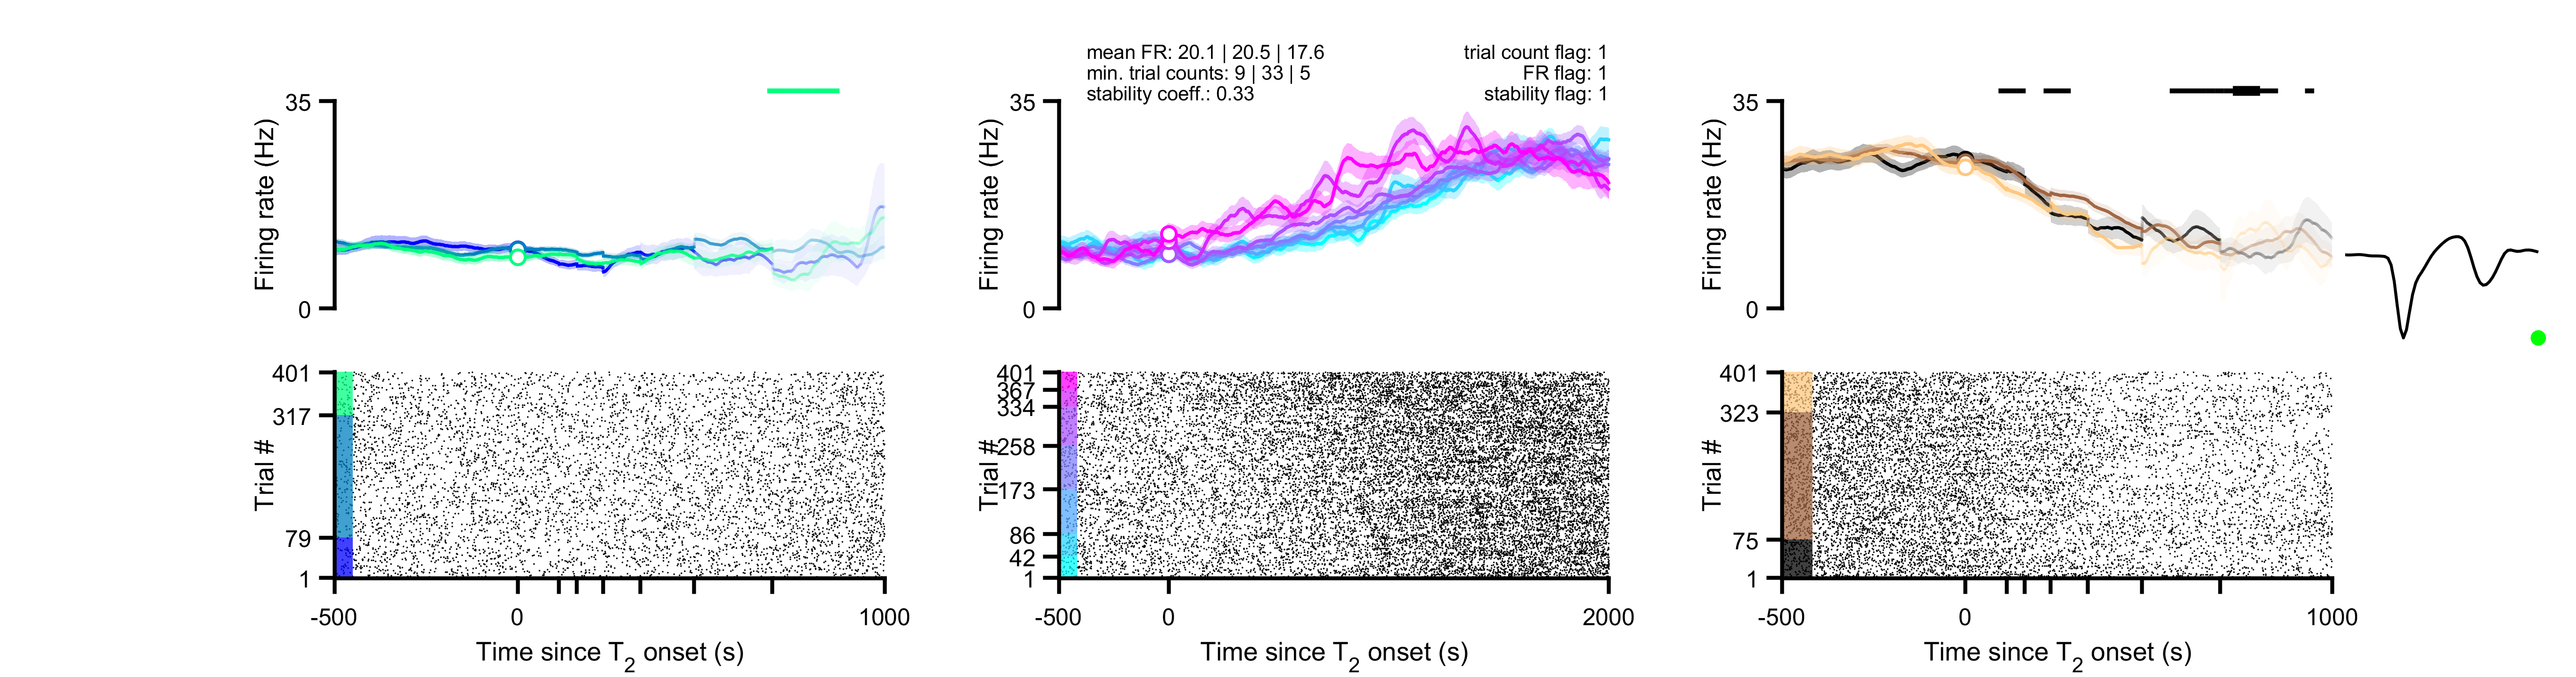 mean FR: 20.1 | 20.5 | 17.6
min. trial counts: 9 | 33 | 5
stability coeff.: 0.33
trial count flag: 1
FR flag: 1
stability flag: 1
35
Firing rate (Hz)
0
35
Firing rate (Hz)
0
35
Firing rate (Hz)
0
401
317
Trial #
79
1
-500
0
1000
Time since T2 onset (s)
401
367
334
258
Trial #
173
86
42
1
-500
0
2000
Time since T2 onset (s)
401
323
Trial #
75
1
-500
0
1000
Time since T2 onset (s)